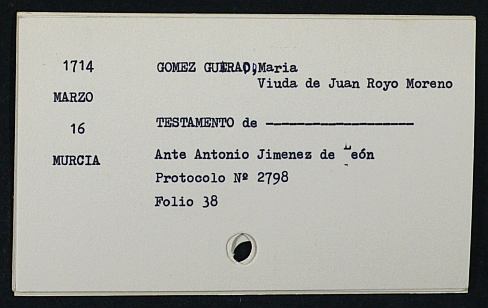 1714 GOMEZ GUIRAO, Maria
Viuda de Juan Royo Moreno
MARZO
16 TESTAMENTO de -------------------
MURCIA Ante Antonio Jimenez de León
Protocolo Nº 2798
Folio 38